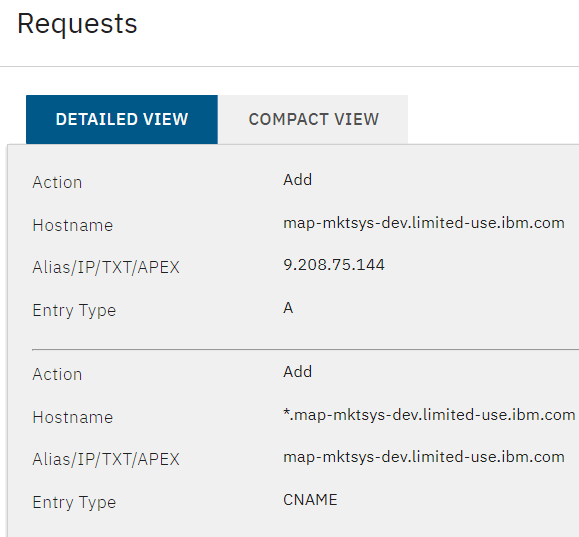 Requests
DETAILED VIEW COMPACT VIEW
Action Add
Hostname map-mktsys-dev.limited-use.ibm.com
Alias/IP/TXT/APEX 9.208.75.144
Entry Type A
Action Add
Hostname *.map-mktsys-dev.limited-use.ibm.com
Alias/IP/TXT/APEX map-mktsys-dev.limited-use.ibm.com
Entry Type CNAME